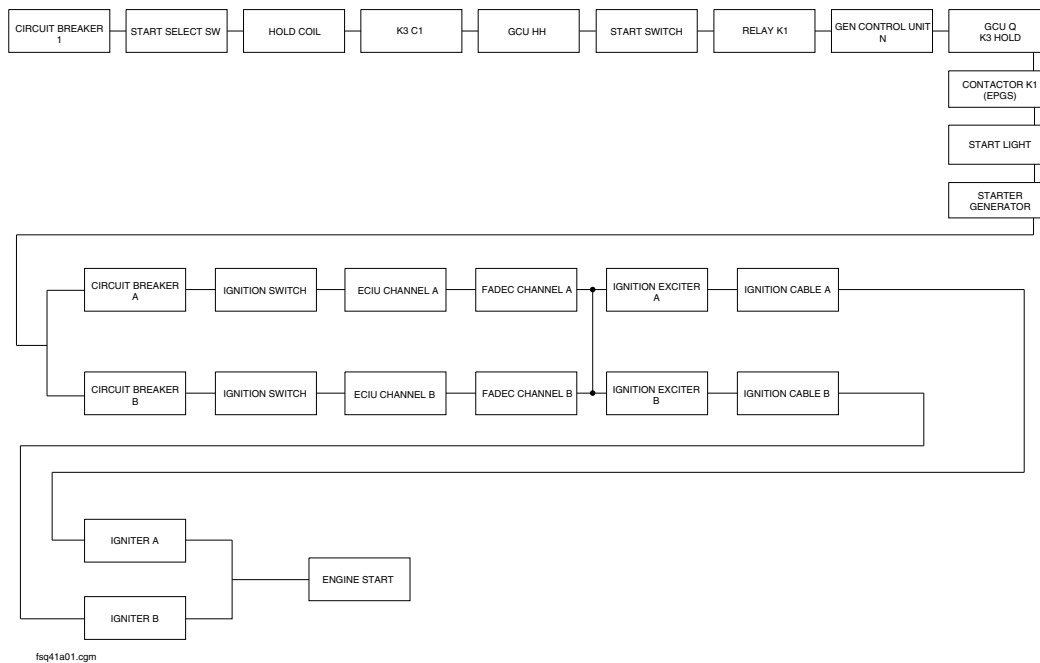 CIRCUIT BREAKER
1
START SELECT SW
HOLD COIL
K3 C1
GCU HH
START SWITCH
RELAY K1
GEN CONTROL UNIT
N
GCU Q
K3 HOLD
CONTACTOR K1
(EPGS)
START LIGHT
STARTER
GENERATOR
CIRCUIT BREAKER
A
IGNITION SWITCH
ECIU CHANNEL A
FADEC CHANNEL A
IGNITION EXCITER
A
IGNITION CABLE A
CIRCUIT BREAKER
B
IGNITION SWITCH
ECIU CHANNEL B
FADEC CHANNEL B
IGNITION EXCITER
B
IGNITION CABLE B
IGNITER A
ENGINE START
IGNITER B
fsq41a01.cgm